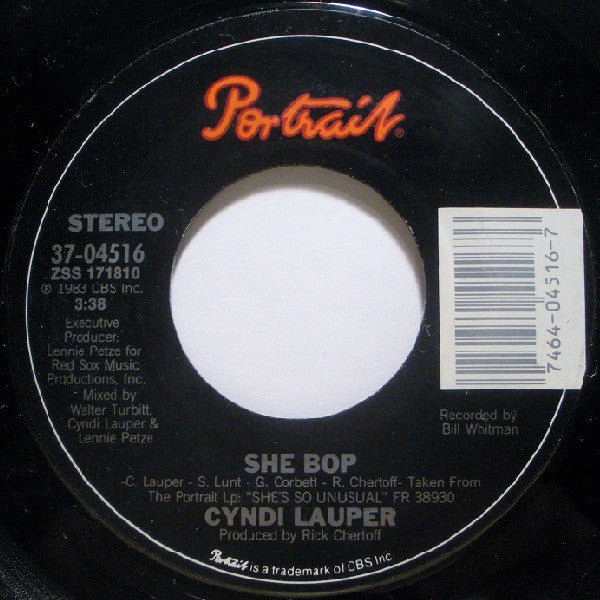 Portrait®
STEREO
37-04516
ZSS 171810
℗ 1983 CBS Inc.
3:38
Executive
Producer:
Lennie Petze for
Red Sox Music
Productions, Inc.
Mixed by
Walter Turbitt,
Cyndi Lauper &
Lennie Petze
7464-04516-7
Recorded by
Bill Whitman
SHE BOP
-C. Lauper - S. Lunt - G. Corbett - R. Chertoff- Taken From
The Portrait Lp: "SHE'S SO UNUSUAL" FR 38930
CYNDI LAUPER
Produced by Rick Chertoff
Portrait is a trademark of CBS Inc.